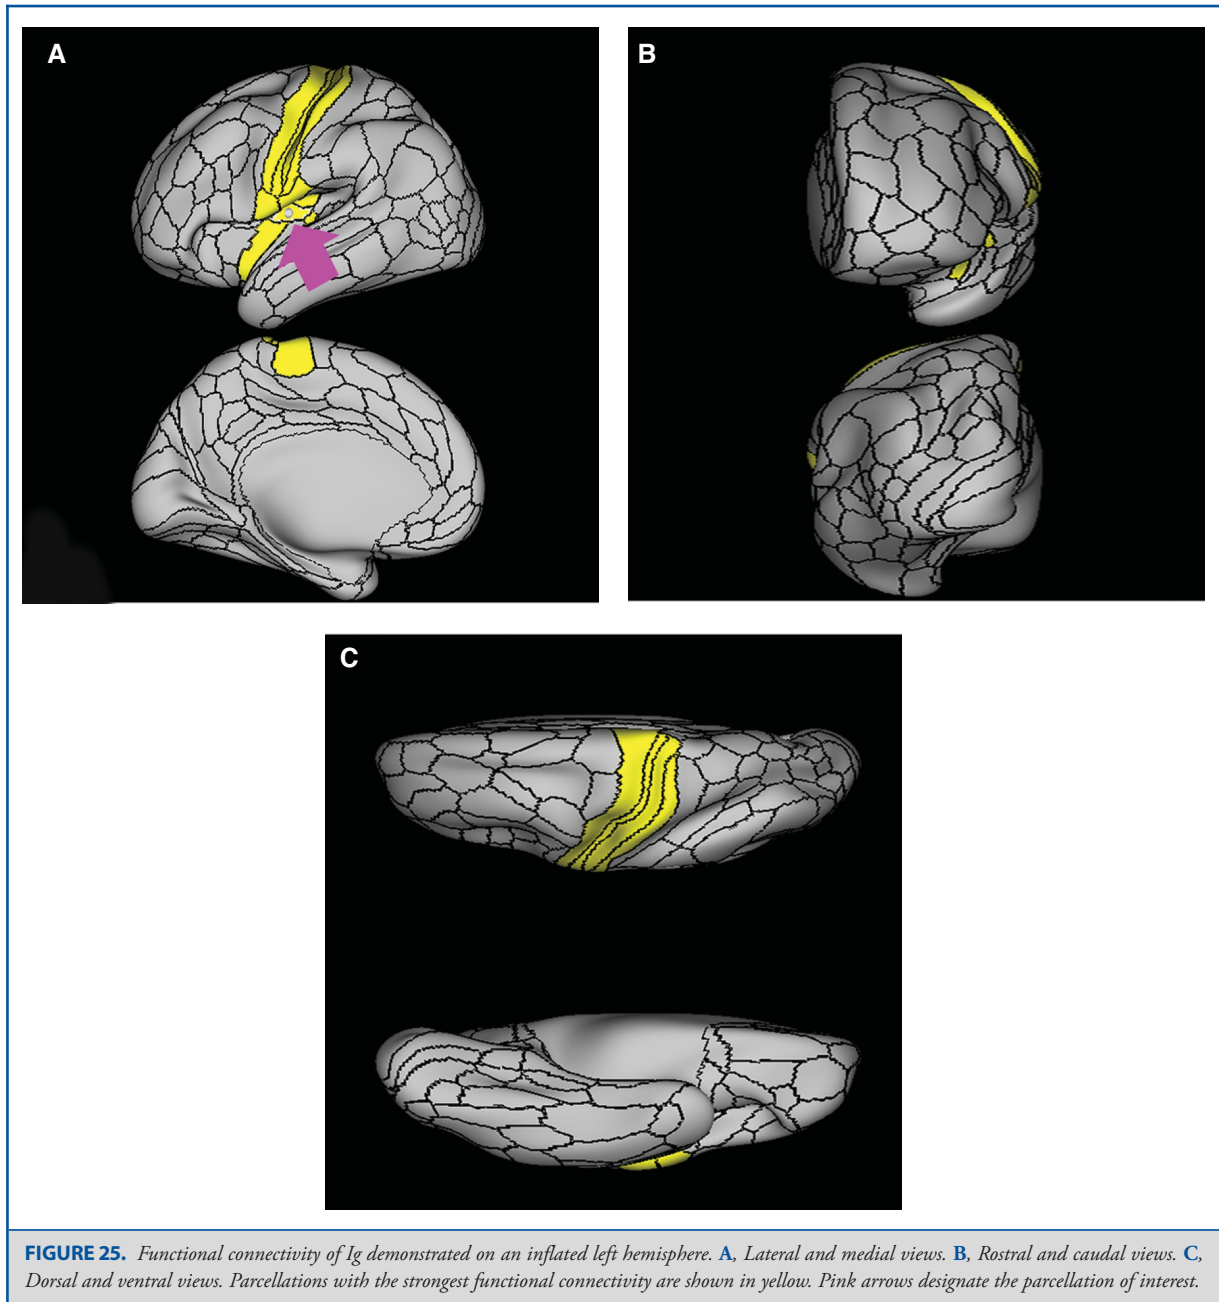 A
B
C
FIGURE 25. Functional connectivity of Ig demonstrated on an inflated left hemisphere. A, Lateral and medial views. B, Rostral and caudal views. C,
Dorsal and ventral views. Parcellations with the strongest functional connectivity are shown in yellow. Pink arrows designate the parcellation of interest.